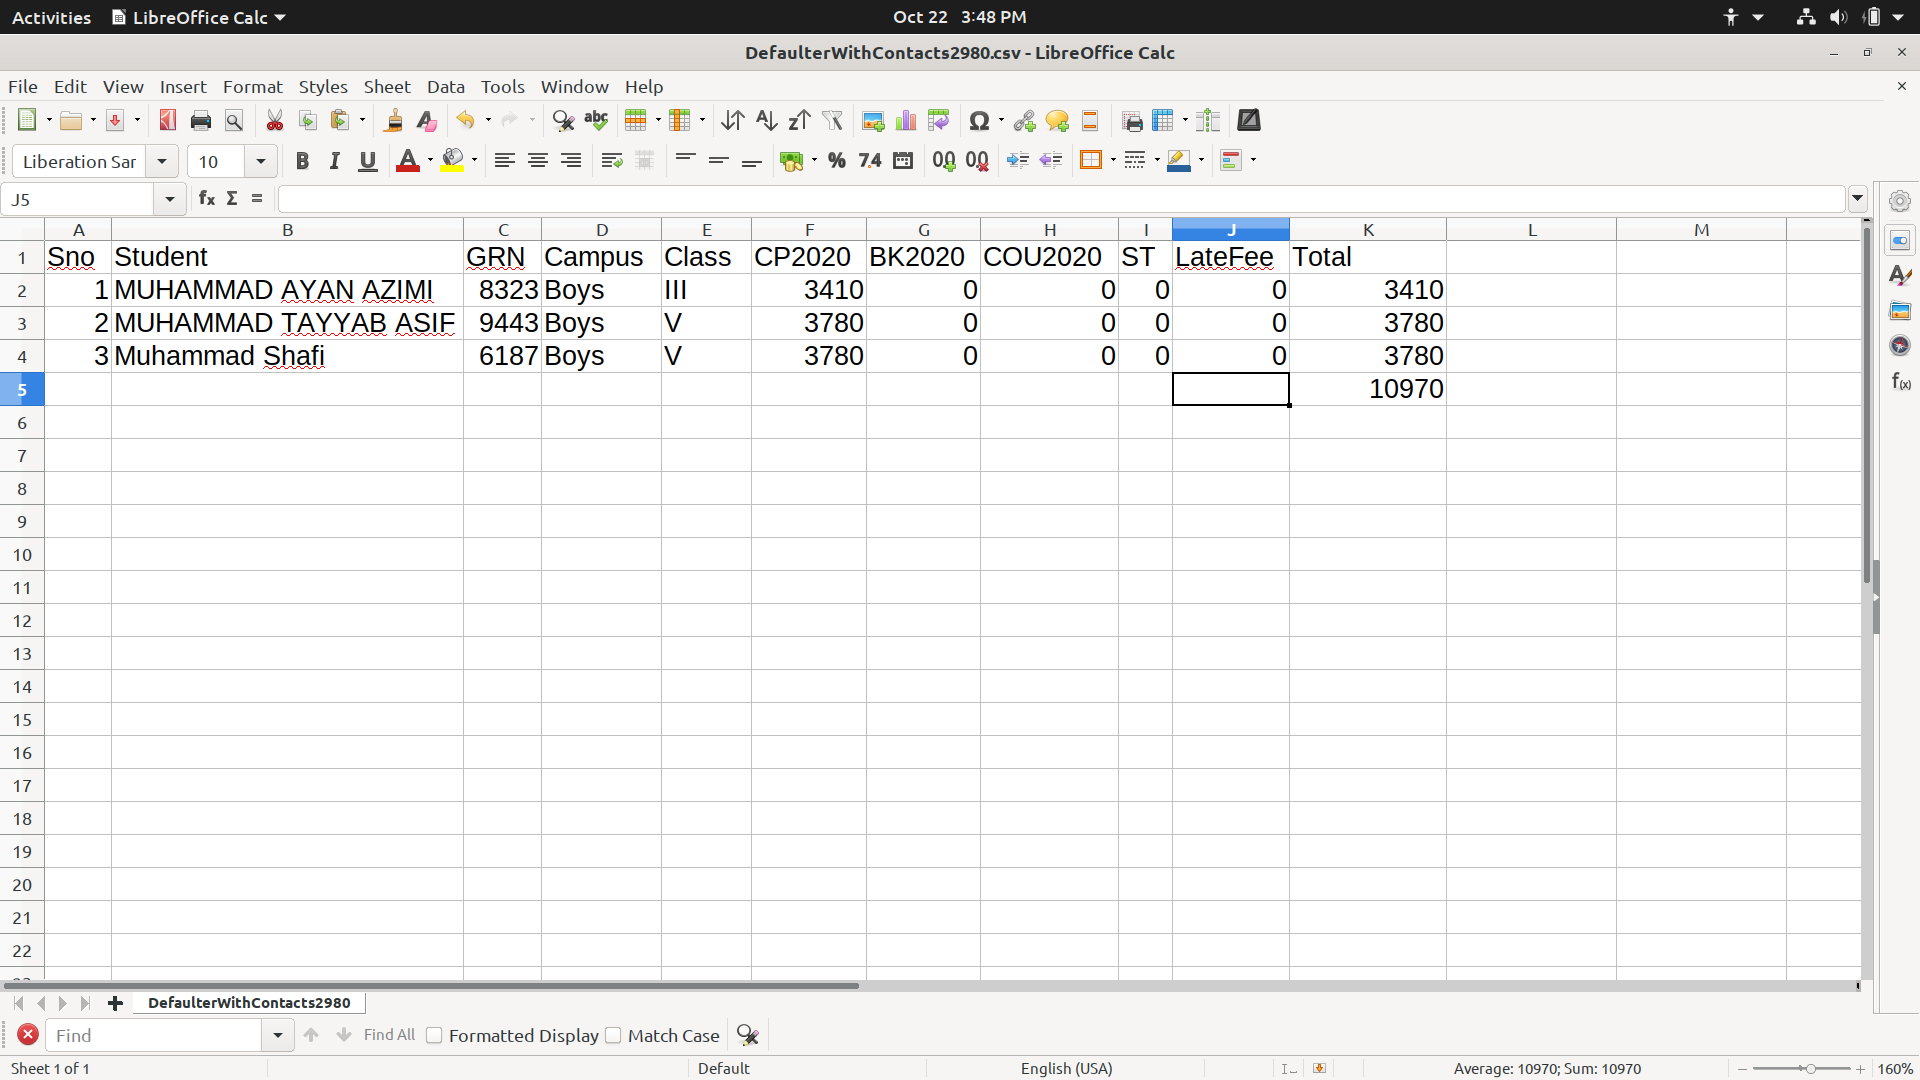 Activities LibreOffice Calc Oct 22 3:48 PM
DefaulterWithContacts2980.csv - LibreOffice Calc
File Edit View Insert Format Styles Sheet Data Tools Window Help
Liberation Sar 10
J5
A B C D E F G H I J K L M
1 Sno Student GRN Campus Class CP2020 BK2020 COU2020 ST LateFee Total
2 1 MUHAMMAD AYAN AZIMI 8323 Boys III 3410 0 0 0 0 3410
3 2 MUHAMMAD TAYYAB ASIF 9443 Boys V 3780 0 0 0 0 3780
4 3 Muhammad Shafi 6187 Boys V 3780 0 0 0 0 3780
5 10970
6
7
8
9
10
11
12
13
14
15
16
17
18
19
20
21
22
DefaulterWithContacts2980
Find Find All Formatted Display Match Case
Sheet 1 of 1 Default English (USA) Average: 10970; Sum: 10970 160%